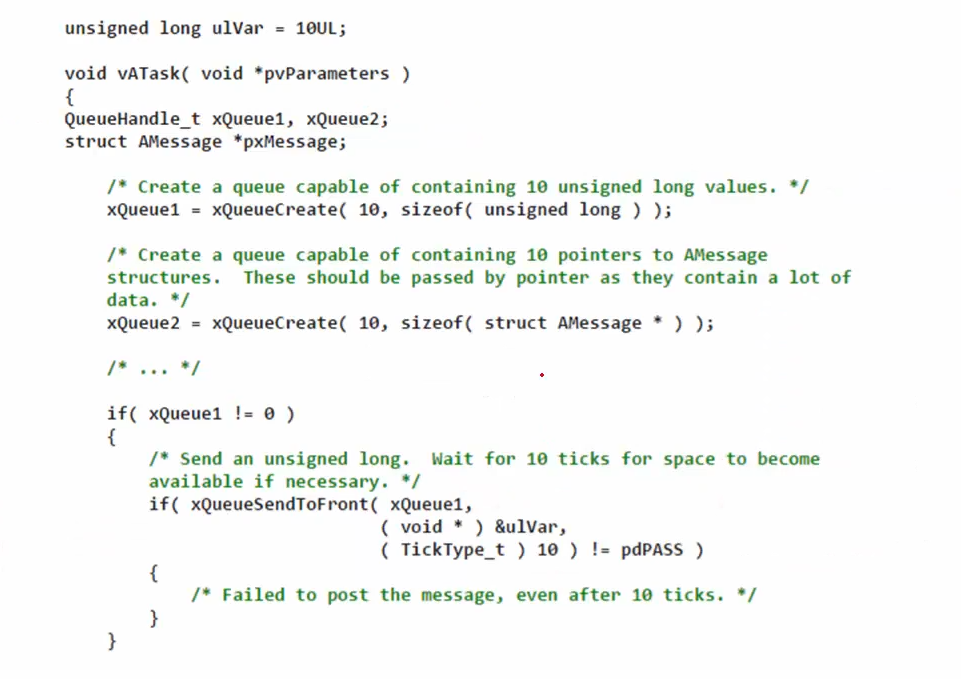 unsigned long ulVar = 10UL;
void vATask( void *pvParameters )
{
QueueHandle_t xQueue1, xQueue2;
struct AMessage *pxMessage;
/* Create a queue capable of containing 10 unsigned long values. */
xQueue1 = xQueueCreate( 10, sizeof( unsigned long ) );
/* Create a queue capable of containing 10 pointers to AMessage
structures.  These should be passed by pointer as they contain a lot of
data. */
xQueue2 = xQueueCreate( 10, sizeof( struct AMessage * ) );
/* ... */
if( xQueue1 != 0 )
{
/* Send an unsigned long.  Wait for 10 ticks for space to become
available if necessary. */
if( xQueueSendToFront( xQueue1,
( void * ) &ulVar,
( TickType_t ) 10 ) != pdPASS )
{
/* Failed to post the message, even after 10 ticks. */
}
}